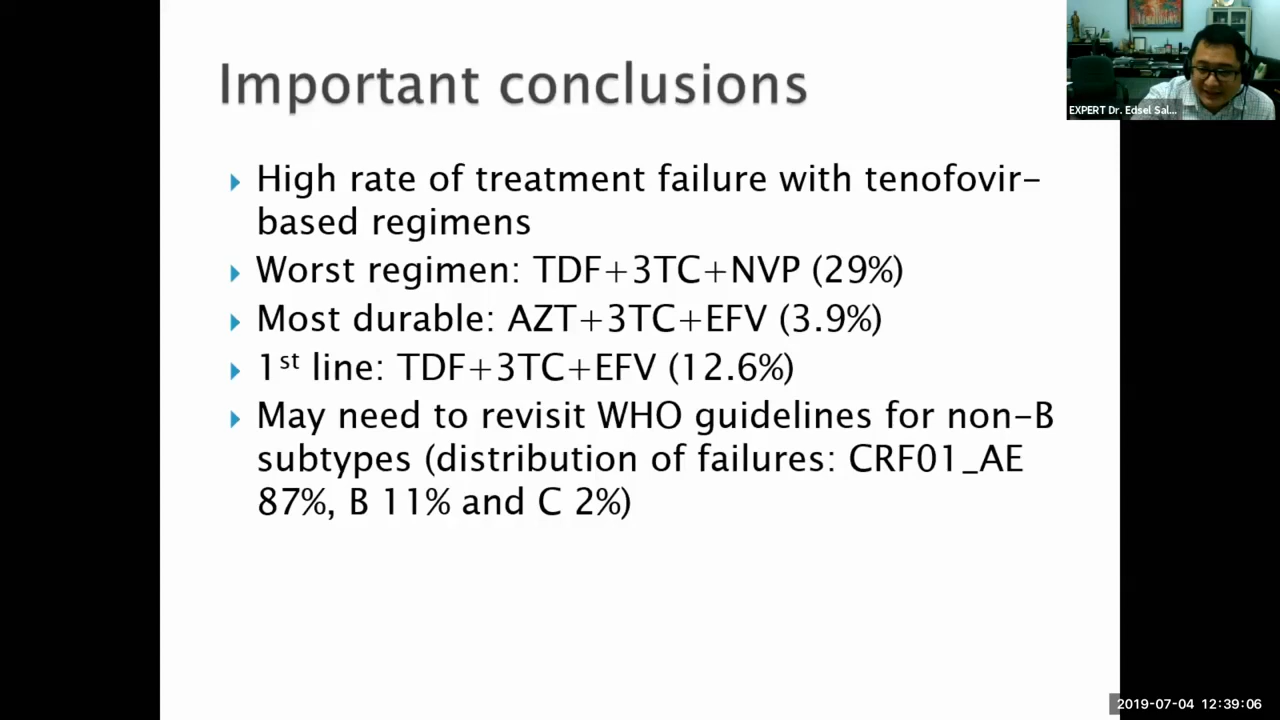 Important conclusions
High rate of treatment failure with tenofovir-
based regimens
Worst regimen: TDF+3TC+NVP (29%)
Most durable: AZT+3TC+EFV (3.9%)
1st line: TDF+3TC+EFV (12.6%)
May need to revisit WHO guidelines for non-B
subtypes (distribution of failures: CRF01_AE
87%, B 11% and C 2%)
EXPERT Dr. Edsel Sal...
2019-07-04 12:39:06